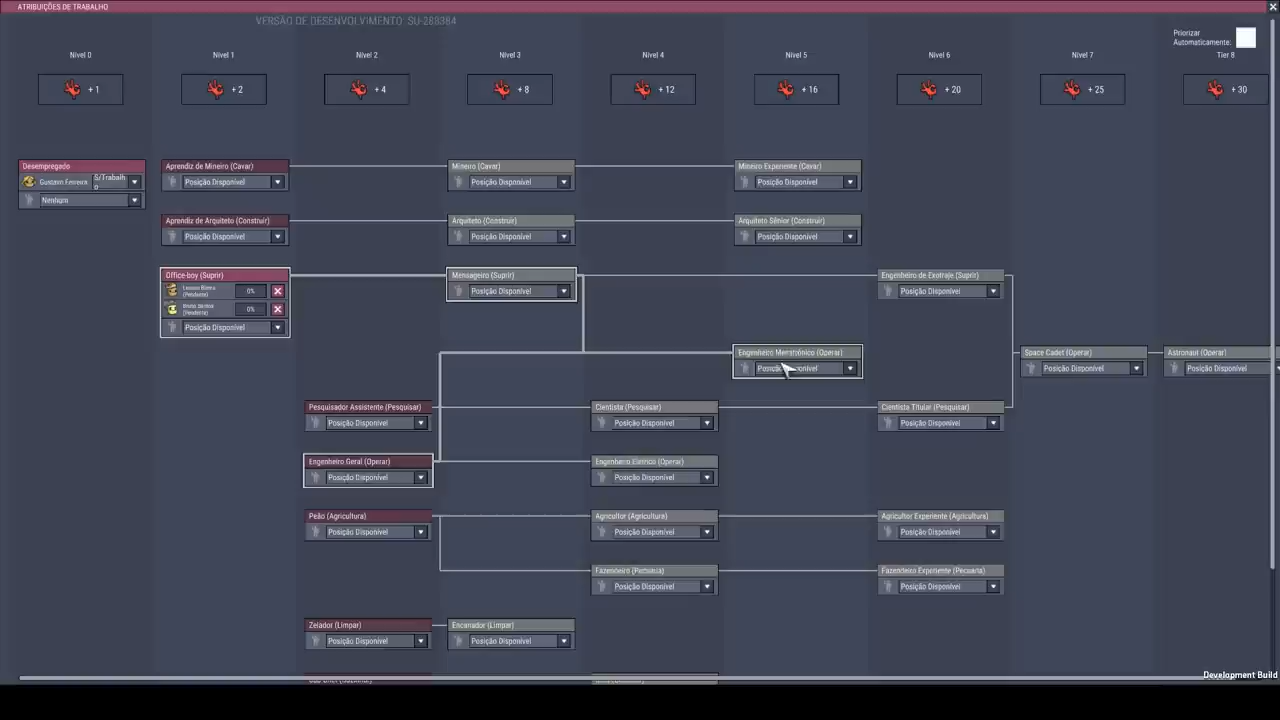 ATRIBUIÇÕES DE TRABALHO
VERSÃO DE DESENVOLVIMENTO: SU-288384
Priorizar
Automaticamente:
Nível 0
Nível 1
Nível 2
Nível 3
Nível 4
Nível 5
Nível 6
Nível 7
Tier 8
+ 1
+ 2
+ 4
+ 8
+ 12
+ 16
+ 20
+ 25
+ 30
Desempregado
Gustavo Ferreira
S/Trabalh
o
Nenhum
Aprendiz de Mineiro (Cavar)
Posição Disponível
Mineiro (Cavar)
Posição Disponível
Mineiro Experiente (Cavar)
Posição Disponível
Aprendiz de Arquiteto (Construir)
Posição Disponível
Arquiteto (Construir)
Posição Disponível
Arquiteto Sênior (Construir)
Posição Disponível
Office-boy (Suprir)
(Pendente)
0%
(Pendente)
0%
Posição Disponível
Mensageiro (Suprir)
Posição Disponível
Engenheiro de Exotraje (Suprir)
Posição Disponível
Engenheiro Mecatrônico (Operar)
Posição Disponível
Space Cadet (Operar)
Posição Disponível
Astronaut (Operar)
Posição Disponível
Pesquisador Assistente (Pesquisar)
Posição Disponível
Cientista (Pesquisar)
Posição Disponível
Cientista Titular (Pesquisar)
Posição Disponível
Engenheiro Geral (Operar)
Posição Disponível
Engenheiro Elétrico (Operar)
Posição Disponível
Peão (Agricultura)
Posição Disponível
Agricultor (Agricultura)
Posição Disponível
Agricultor Experiente (Agricultura)
Posição Disponível
Fazendeiro (Pecuária)
Posição Disponível
Fazendeiro Experiente (Pecuária)
Posição Disponível
Zelador (Limpar)
Posição Disponível
Encanador (Limpar)
Posição Disponível
Development Build